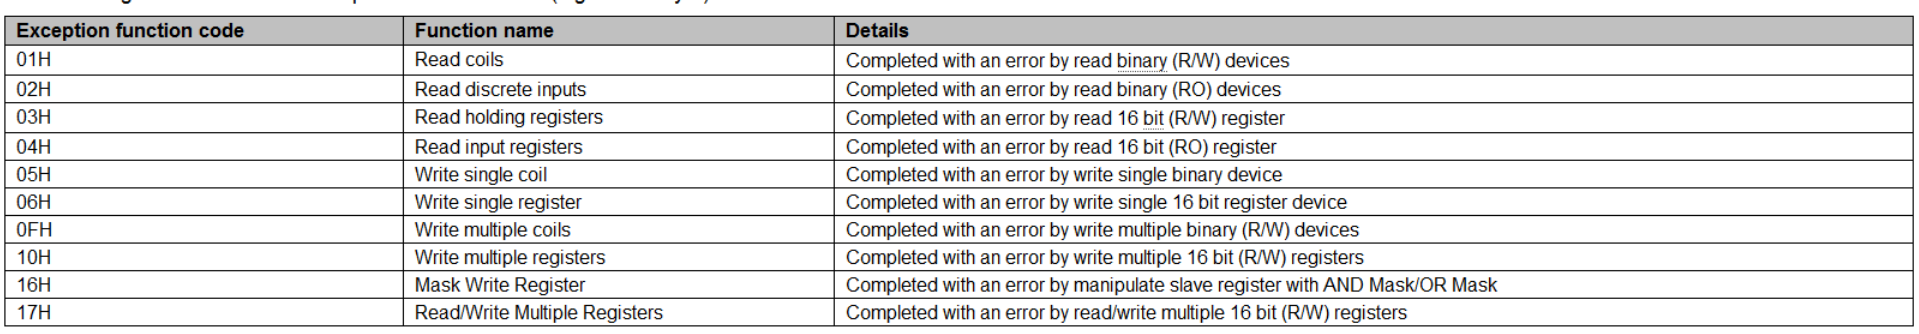 Exception function code Function name Details
01H Read coils Completed with an error by read binary (R/W) devices
02H Read discrete inputs Completed with an error by read binary (RO) devices
03H Read holding registers Completed with an error by read 16 bit (R/W) register
04H Read input registers Completed with an error by read 16 bit (RO) register
05H Write single coil Completed with an error by write single binary device
06H Write single register Completed with an error by write single 16 bit register device
0FH Write multiple coils Completed with an error by write multiple binary (R/W) devices
10H Write multiple registers Completed with an error by write multiple 16 bit (R/W) registers
16H Mask Write Register Completed with an error by manipulate slave register with AND Mask/OR Mask
17H Read/Write Multiple Registers Completed with an error by read/write multiple 16 bit (R/W) registers